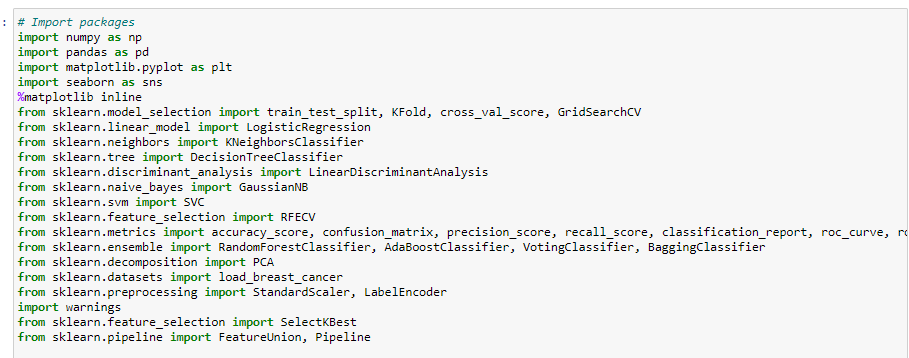 :
# Import packages
import numpy as np
import pandas as pd
import matplotlib.pyplot as plt
import seaborn as sns
%matplotlib inline
from sklearn.model_selection import train_test_split, KFold, cross_val_score, GridSearchCV
from sklearn.linear_model import LogisticRegression
from sklearn.neighbors import KNeighborsClassifier
from sklearn.tree import DecisionTreeClassifier
from sklearn.discriminant_analysis import LinearDiscriminantAnalysis
from sklearn.naive_bayes import GaussianNB
from sklearn.svm import SVC
from sklearn.feature_selection import RFECV
from sklearn.metrics import accuracy_score, confusion_matrix, precision_score, recall_score, classification_report, roc_curve,
from sklearn.ensemble import RandomForestClassifier, AdaBoostClassifier, VotingClassifier, BaggingClassifier
from sklearn.decomposition import PCA
from sklearn.datasets import load_breast_cancer
from sklearn.preprocessing import StandardScaler, LabelEncoder
import warnings
from sklearn.feature_selection import SelectKBest
from sklearn.pipeline import FeatureUnion, Pipeline